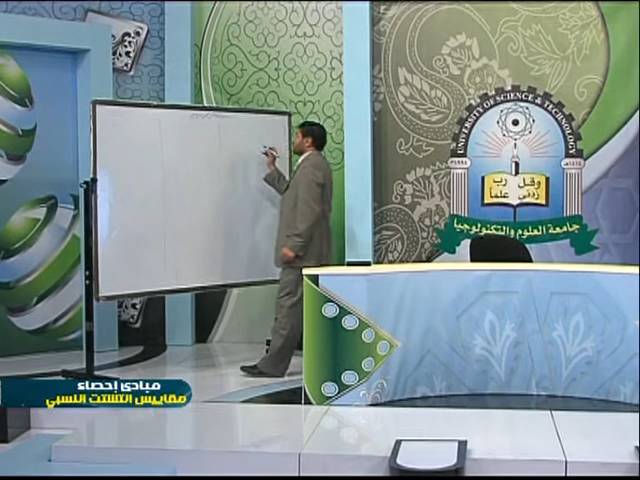 UNIVERSITY OF SCIENCE & TECHNOLOGY
وقل رب
زدني علماً
جامعة العلوم والتكنولوجيا
مبادئ إحصاء
مقاييس التشتت النسبي